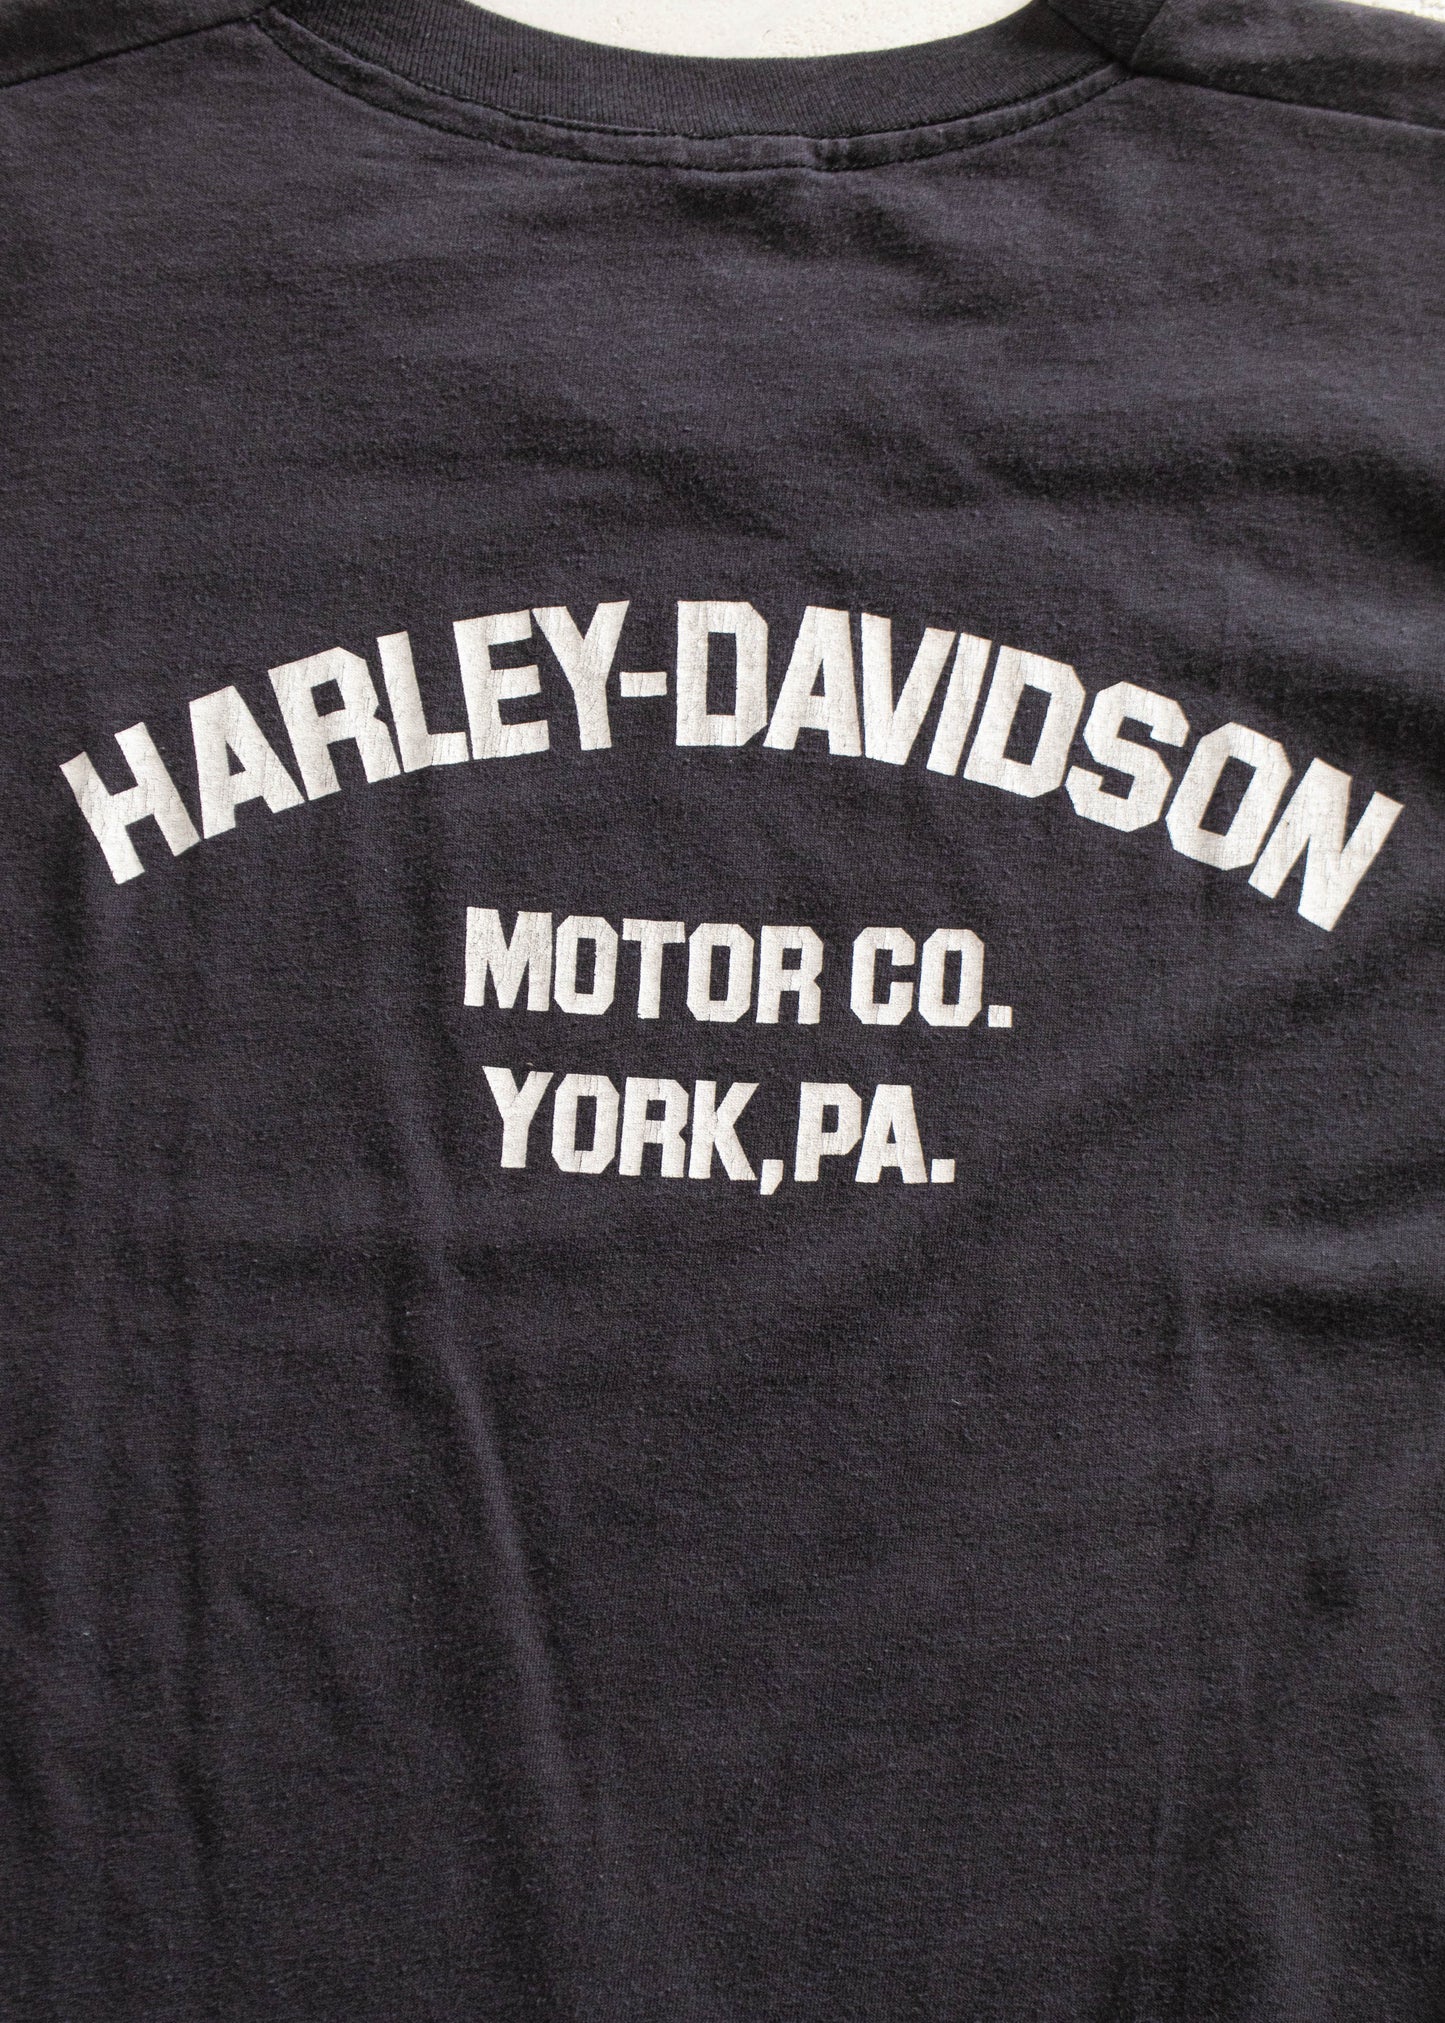 HARLEY-DAVIDSON
MOTOR CO.
YORK, PA.